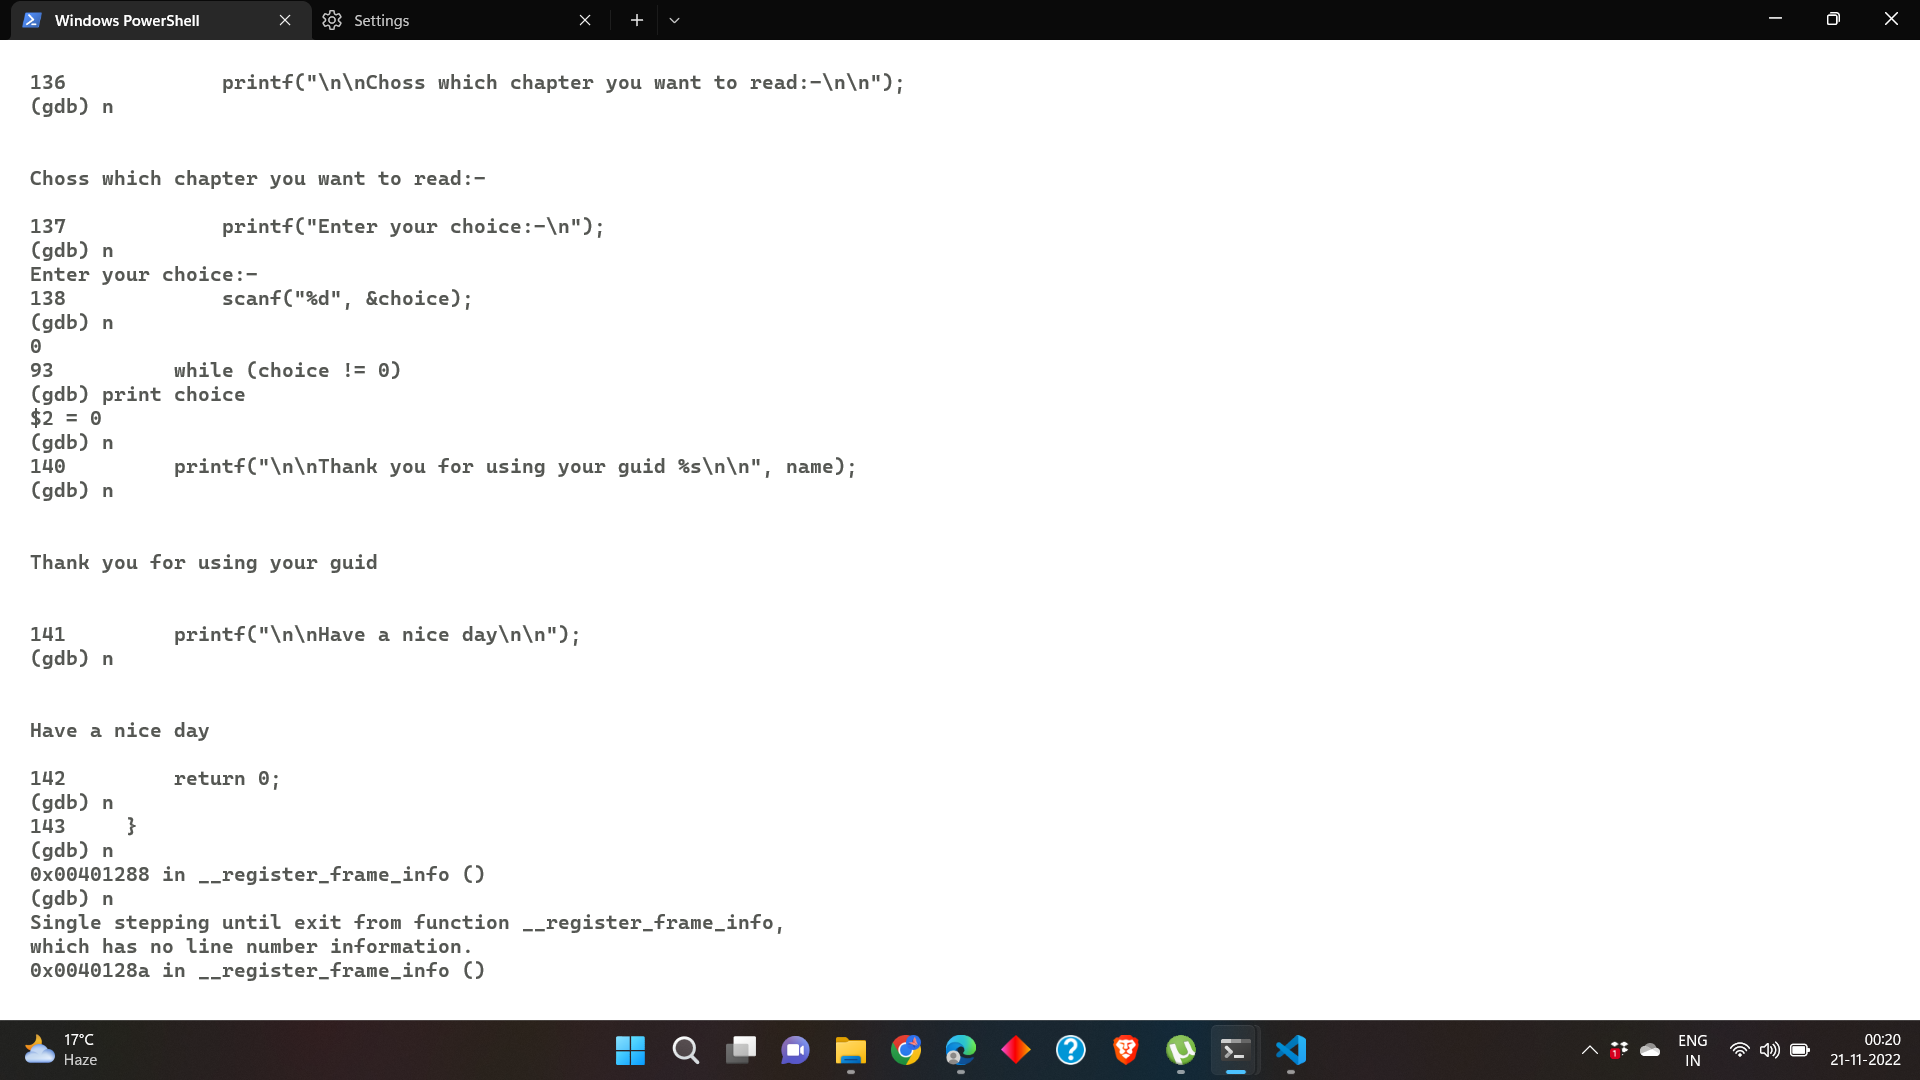 Windows PowerShell
Settings
136             printf("\n\nChoss which chapter you want to read:-\n\n");
(gdb) n
Choss which chapter you want to read:-
137             printf("Enter your choice:-\n");
(gdb) n
Enter your choice:-
138             scanf("%d", &choice);
(gdb) n
0
93          while (choice != 0)
(gdb) print choice
$2 = 0
(gdb) n
140         printf("\n\nThank you for using your guid %s\n\n", name);
(gdb) n
Thank you for using your guid
141         printf("\n\nHave a nice day\n\n");
(gdb) n
Have a nice day
142         return 0;
(gdb) n
143     }
(gdb) n
0x00401288 in __register_frame_info ()
(gdb) n
Single stepping until exit from function __register_frame_info,
which has no line number information.
0x0040128a in __register_frame_info ()
17°C
Haze
1
ENG
IN
00:20
21-11-2022